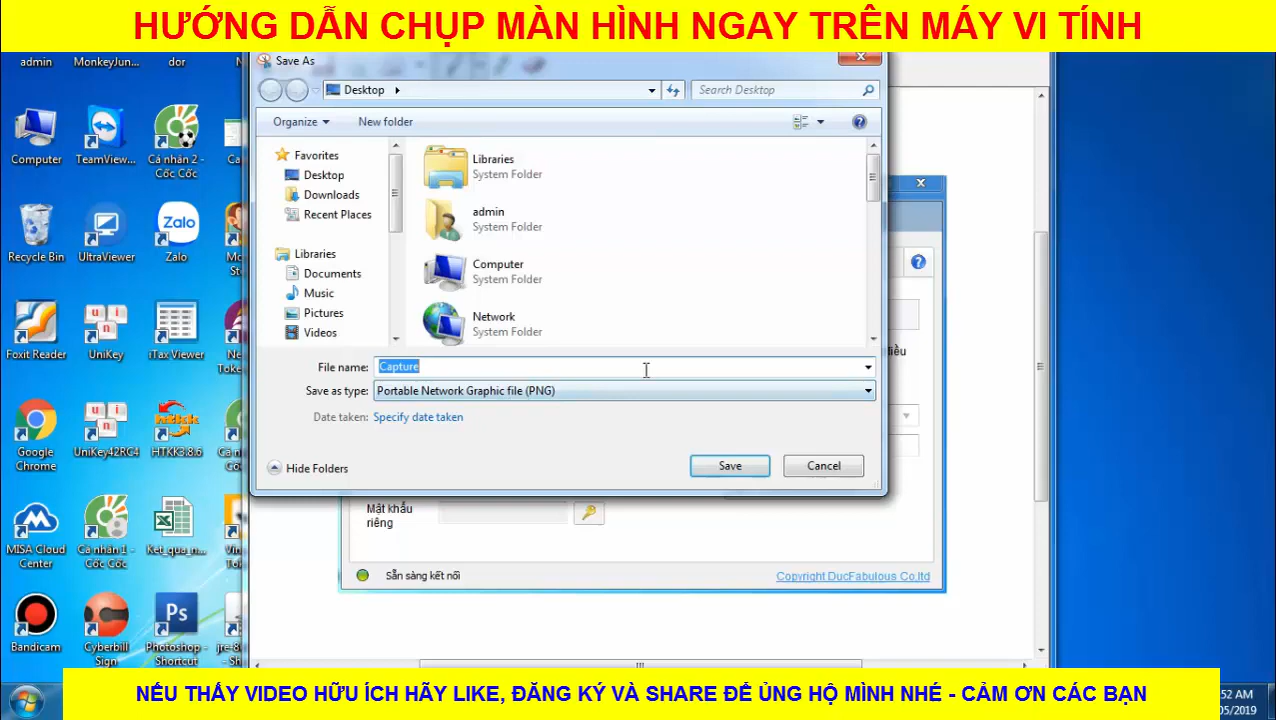 HƯỚNG DẪN CHỤP MÀN HÌNH NGAY TRÊN MÁY VI TÍNH
admin
MonkeyJun...
dor
Save As
Desktop
Search Desktop
Organize
New folder
Computer
TeamView...
Cá nhân 2 -
Cốc Cốc
Favorites
Desktop
Downloads
Recent Places
Libraries
Documents
Music
Pictures
Videos
Libraries
System Folder
admin
System Folder
Computer
System Folder
Network
System Folder
Recycle Bin
UltraViewer
Zalo
Zalo
Foxit Reader
UniKey
iTax Viewer
File name:
Capture
Save as type:
Portable Network Graphic file (PNG)
Date taken:
Specify date taken
Hide Folders
Save
Cancel
Google
Chrome
UniKey42RC4
HTKK3.8.6
Mật khẩu
riêng
MISA Cloud
Center
Cá nhân 1 -
Cốc Cốc
Ket_qua_n...
Sẵn sàng kết nối
Copyright DucFabulous Co,ltd
Bandicam
Cyberbill
Sign
Ps
Photoshop -
Shortcut
NẾU THẤY VIDEO HỮU ÍCH HÃY LIKE, ĐĂNG KÝ VÀ SHARE ĐỂ ỦNG HỘ MÌNH NHÉ - CẢM ƠN CÁC BẠN
52 AM
05/2019